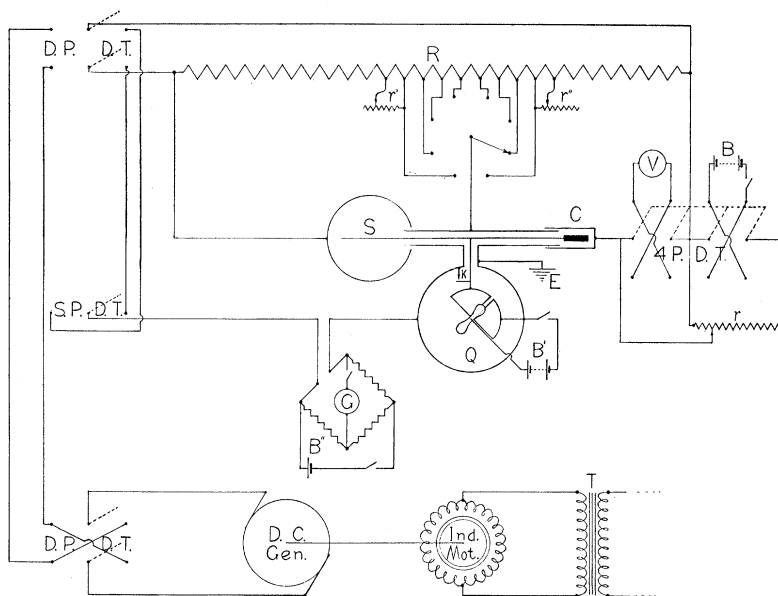 D. P. D. T.
R
r' r"
V
B
S
C
4 P. D. T.
K
E
S. P. D. T.
r
Q
B'
G
B"
T
D. P. D. T.
D. C.
Gen.
Ind.
Mot.